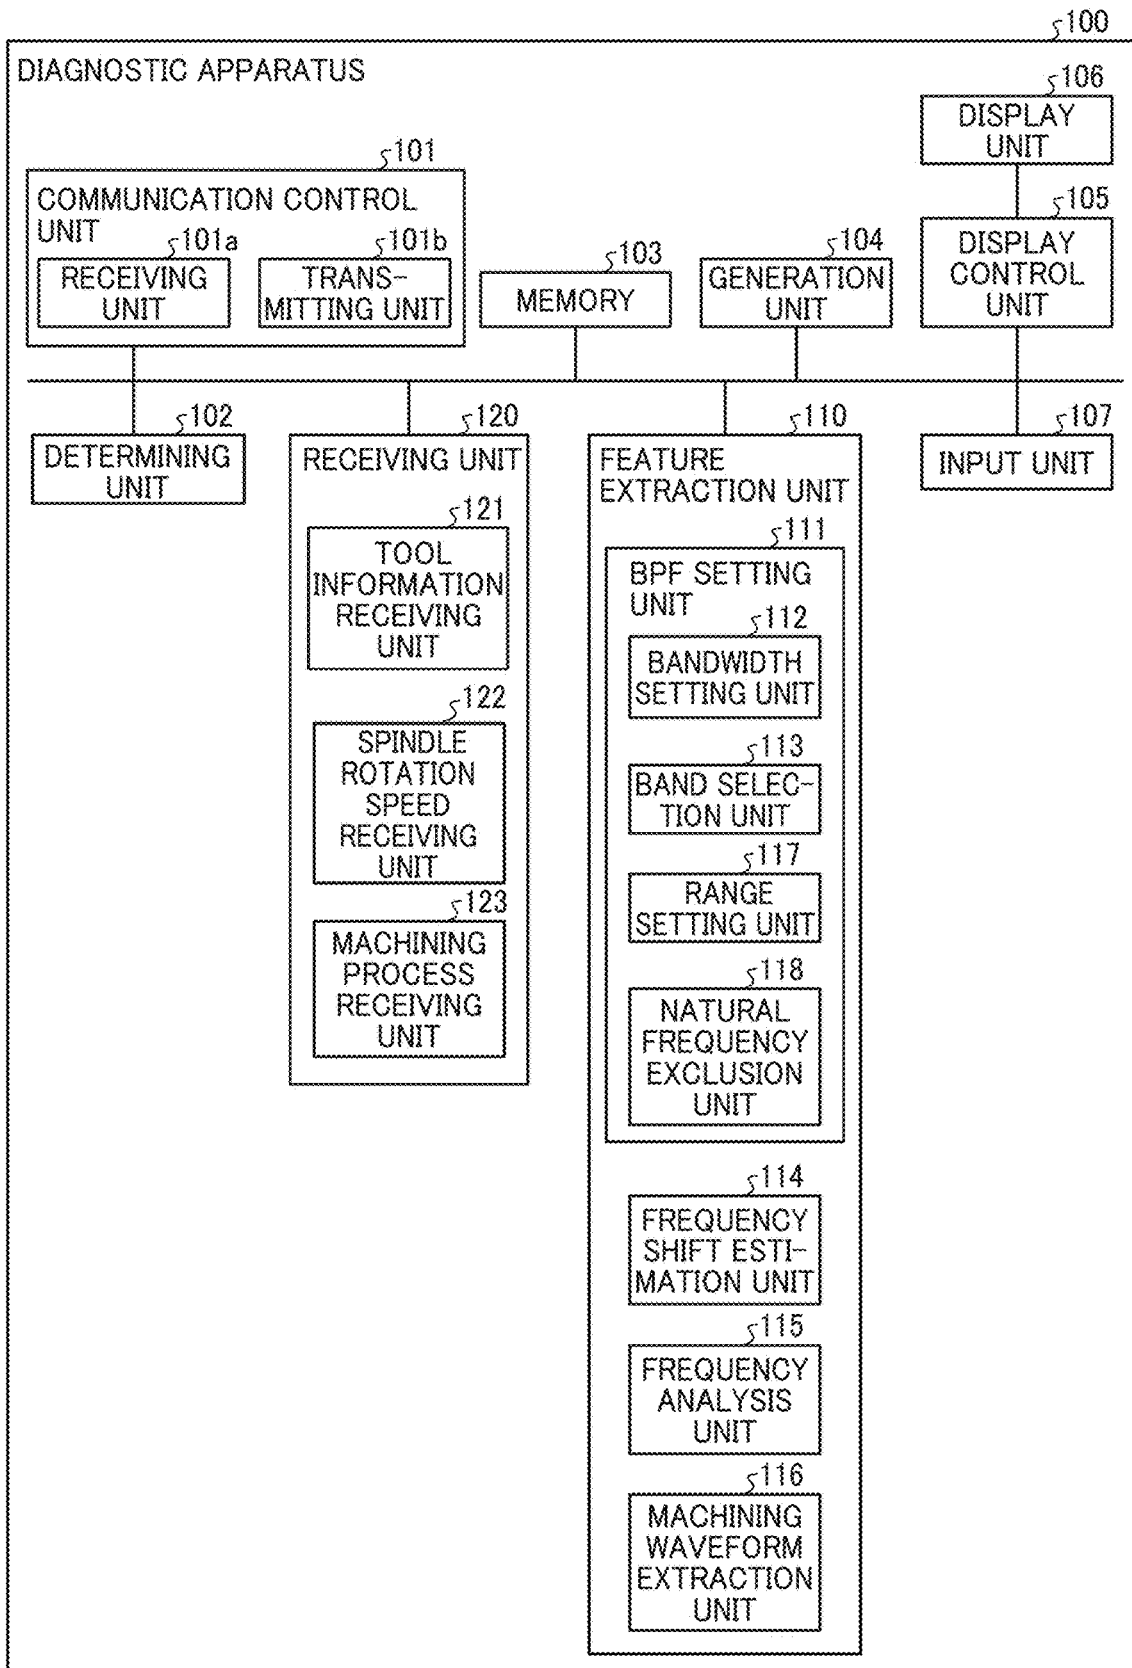 100
DIAGNOSTIC APPARATUS
106
DISPLAY
UNIT
101
COMMUNICATION CONTROL
UNIT
101a
RECEIVING
UNIT
101b
TRANS-
MITTING UNIT
103
MEMORY
104
GENERATION
UNIT
105
DISPLAY
CONTROL
UNIT
102
DETERMINING
UNIT
120
RECEIVING UNIT
121
TOOL
INFORMATION
RECEIVING
UNIT
122
SPINDLE
ROTATION
SPEED
RECEIVING
UNIT
123
MACHINING
PROCESS
RECEIVING
UNIT
110
FEATURE
EXTRACTION UNIT
111
BPF SETTING
UNIT
112
BANDWIDTH
SETTING UNIT
113
BAND SELEC-
TION UNIT
117
RANGE
SETTING UNIT
118
NATURAL
FREQUENCY
EXCLUSION
UNIT
114
FREQUENCY
SHIFT ESTI-
MATION UNIT
115
FREQUENCY
ANALYSIS
UNIT
116
MACHINING
WAVEFORM
EXTRACTION
UNIT
107
INPUT UNIT